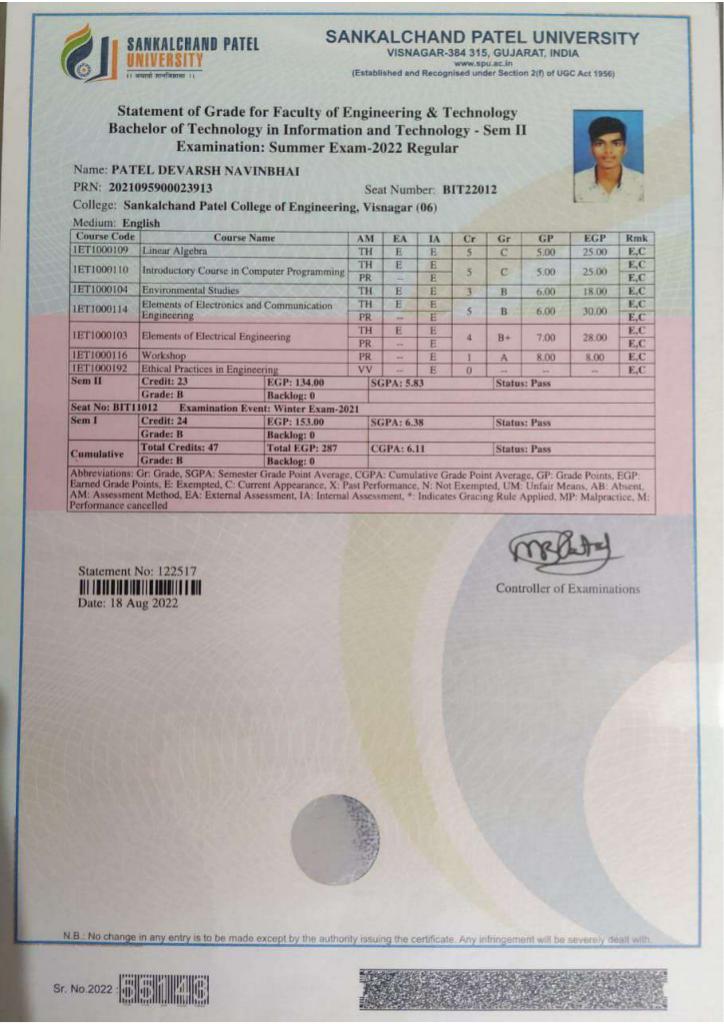 SANKALCHAND PATEL
UNIVERSITY
SANKALCHAND PATEL UNIVERSITY
VISNAGAR-384 315, GUJARAT, INDIA
www.spu.ac.in
(Established and Recognised under Section 2(f) of UGC Act 1956)
Statement of Grade for Faculty of Engineering & Technology
Bachelor of Technology in Information and Technology - Sem II
Examination: Summer Exam-2022 Regular
Name: PATEL DEVARSH NAVINBHAI
PRN: 2021095900023913 Seat Number: BIT22012
College: Sankalchand Patel College of Engineering, Visnagar (06)
Medium: English
Course Code Course Name AM EA IA Cr Gr GP EGP Rmk
1ET1000109 Linear Algebra TH E E 5 C 5.00 25.00 E,C
1ET1000110 Introductory Course in Computer Programming TH E E 5 C 5.00 25.00 E,C
PR -- E E,C
1ET1000104 Environmental Studies TH E E 3 B 6.00 18.00 E,C
1ET1000114 Elements of Electronics and Communication Engineering TH E E 5 B 6.00 30.00 E,C
PR -- E E,C
1ET1000103 Elements of Electrical Engineering TH E E 4 B+ 7.00 28.00 E,C
PR -- E E,C
1ET1000116 Workshop PR -- E 1 A 8.00 8.00 E,C
1ET1000192 Ethical Practices in Engineering VV -- E 0 -- -- -- E,C
Sem II Credit: 23 EGP: 134.00 SGPA: 5.83 Status: Pass
Grade: B Backlog: 0
Seat No: BIT11012 Examination Event: Winter Exam-2021
Sem I Credit: 24 EGP: 153.00 SGPA: 6.38 Status: Pass
Grade: B Backlog: 0
Cumulative Total Credits: 47 Total EGP: 287 CGPA: 6.11 Status: Pass
Grade: B Backlog: 0
Abbreviations: Gr: Grade, SGPA: Semester Grade Point Average, CGPA: Cumulative Grade Point Average, GP: Grade Points, EGP:
Earned Grade Points, E: Exempted, C: Current Appearance, X: Past Performance, N: Not Exempted, UM: Unfair Means, AB: Absent,
AM: Assessment Method, EA: External Assessment, IA: Internal Assessment, *: Indicates Gracing Rule Applied, MP: Malpractice, M:
Performance cancelled
Statement No: 122517
Date: 18 Aug 2022
Controller of Examinations
N.B.: No change in any entry is to be made except by the authority issuing the certificate. Any infringement will be severely dealt with.
Sr. No.2022 : 55143